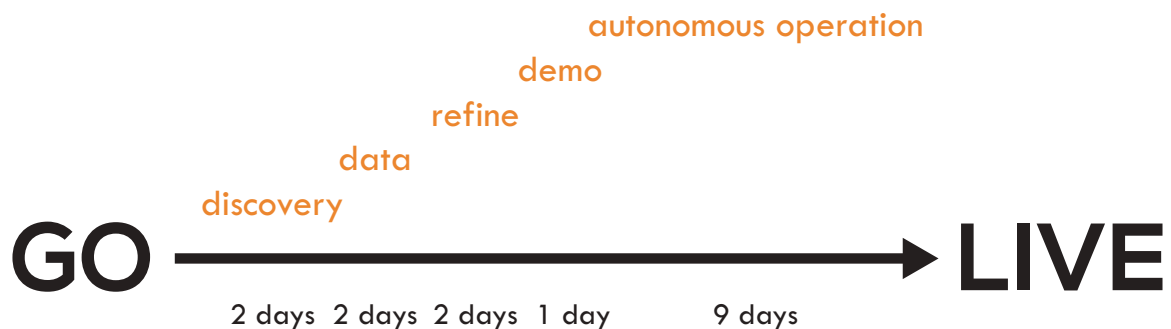 autonomous operation
demo
refine
data
discovery
GO LIVE
2 days 2 days 2 days 1 day 9 days